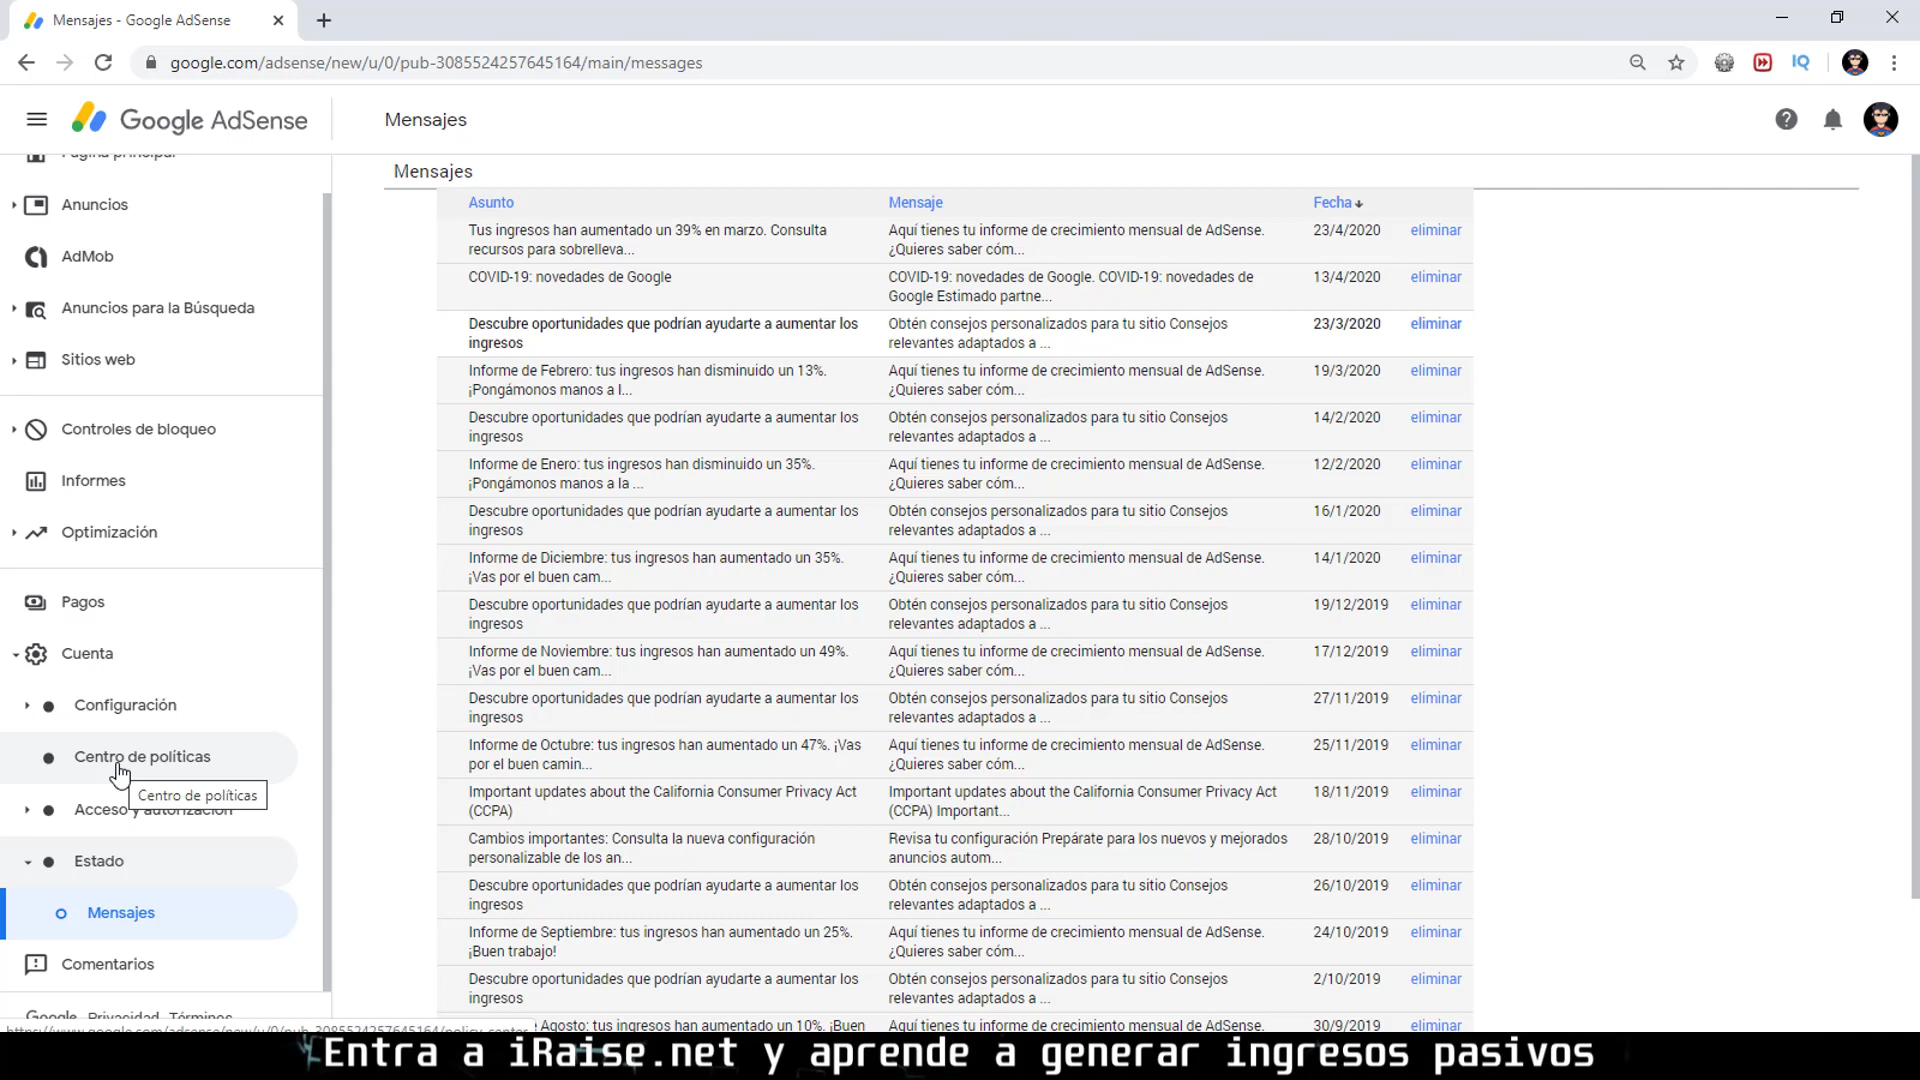 Mensajes - Google AdSense
google.com/adsense/new/u/0/pub-3085524257645164/main/messages
IQ
Google AdSense
Mensajes
Página principal
Anuncios
AdMob
Anuncios para la Búsqueda
Sitios web
Controles de bloqueo
Informes
Optimización
Pagos
Cuenta
Configuración
Centro de políticas
Centro de políticas
Acceso y autorización
Estado
Mensajes
Comentarios
Google Privacidad Términos
https://www.google.com/adsense/new/u/0/pub-3085524257645164/policy-center
Mensajes
Asunto Mensaje Fecha
Tus ingresos han aumentado un 39% en marzo. Consulta Aquí tienes tu informe de crecimiento mensual de AdSense. 23/4/2020 eliminar
recursos para sobrelleva... ¿Quieres saber cóm...
COVID-19: novedades de Google COVID-19: novedades de Google. COVID-19: novedades de 13/4/2020 eliminar
Google Estimado partne...
Descubre oportunidades que podrían ayudarte a aumentar los Obtén consejos personalizados para tu sitio Consejos 23/3/2020 eliminar
ingresos relevantes adaptados a ...
Informe de Febrero: tus ingresos han disminuido un 13%. Aquí tienes tu informe de crecimiento mensual de AdSense. 19/3/2020 eliminar
¡Pongámonos manos a l... ¿Quieres saber cóm...
Descubre oportunidades que podrían ayudarte a aumentar los Obtén consejos personalizados para tu sitio Consejos 14/2/2020 eliminar
ingresos relevantes adaptados a ...
Informe de Enero: tus ingresos han disminuido un 35%. Aquí tienes tu informe de crecimiento mensual de AdSense. 12/2/2020 eliminar
¡Pongámonos manos a la ... ¿Quieres saber cóm...
Descubre oportunidades que podrían ayudarte a aumentar los Obtén consejos personalizados para tu sitio Consejos 16/1/2020 eliminar
ingresos relevantes adaptados a ...
Informe de Diciembre: tus ingresos han aumentado un 35%. Aquí tienes tu informe de crecimiento mensual de AdSense. 14/1/2020 eliminar
¡Vas por el buen cam... ¿Quieres saber cóm...
Descubre oportunidades que podrían ayudarte a aumentar los Obtén consejos personalizados para tu sitio Consejos 19/12/2019 eliminar
ingresos relevantes adaptados a ...
Informe de Noviembre: tus ingresos han aumentado un 49%. Aquí tienes tu informe de crecimiento mensual de AdSense. 17/12/2019 eliminar
¡Vas por el buen cam... ¿Quieres saber cóm...
Descubre oportunidades que podrían ayudarte a aumentar los Obtén consejos personalizados para tu sitio Consejos 27/11/2019 eliminar
ingresos relevantes adaptados a ...
Informe de Octubre: tus ingresos han aumentado un 47%. ¡Vas Aquí tienes tu informe de crecimiento mensual de AdSense. 25/11/2019 eliminar
por el buen camin... ¿Quieres saber cóm...
Important updates about the California Consumer Privacy Act Important updates about the California Consumer Privacy Act 18/11/2019 eliminar
(CCPA) (CCPA) Important...
Cambios importantes: Consulta la nueva configuración Revisa tu configuración Prepárate para los nuevos y mejorados 28/10/2019 eliminar
personalizable de los an... anuncios autom...
Descubre oportunidades que podrían ayudarte a aumentar los Obtén consejos personalizados para tu sitio Consejos 26/10/2019 eliminar
ingresos relevantes adaptados a ...
Informe de Septiembre: tus ingresos han aumentado un 25%. Aquí tienes tu informe de crecimiento mensual de AdSense. 24/10/2019 eliminar
¡Buen trabajo! ¿Quieres saber cóm...
Descubre oportunidades que podrían ayudarte a aumentar los Obtén consejos personalizados para tu sitio Consejos 2/10/2019 eliminar
ingresos relevantes adaptados a ...
Agosto: tus ingresos han aumentado un 10%. ¡Buen Aquí tienes tu informe de crecimiento mensual de AdSense. 30/9/2019 eliminar
Entra a iRaise.net y aprende a generar ingresos pasivos